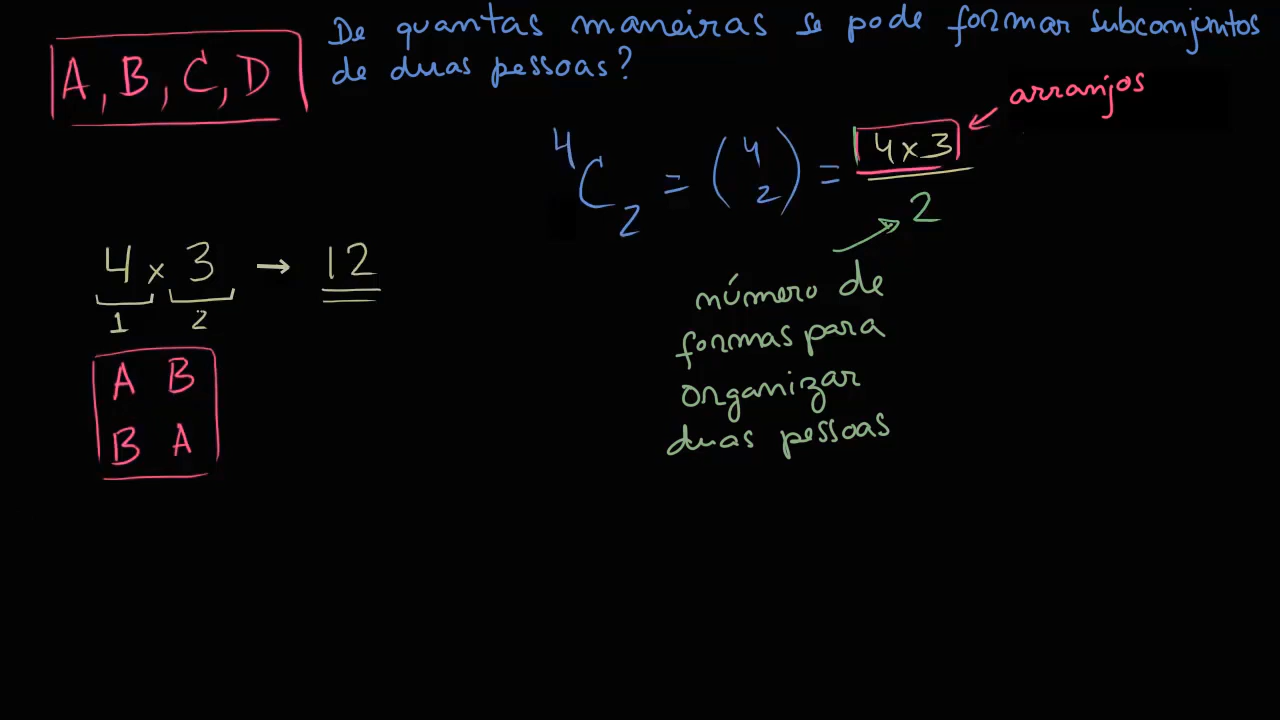 A, B, C, D
De quantas maneiras se pode formar subconjuntos
de duas pessoas?
arranjos
4C2 = (4 2) = 4 x 3
2
4 x 3 → 12
1 2
A B
B A
número de
formas para
organizar
duas pessoas